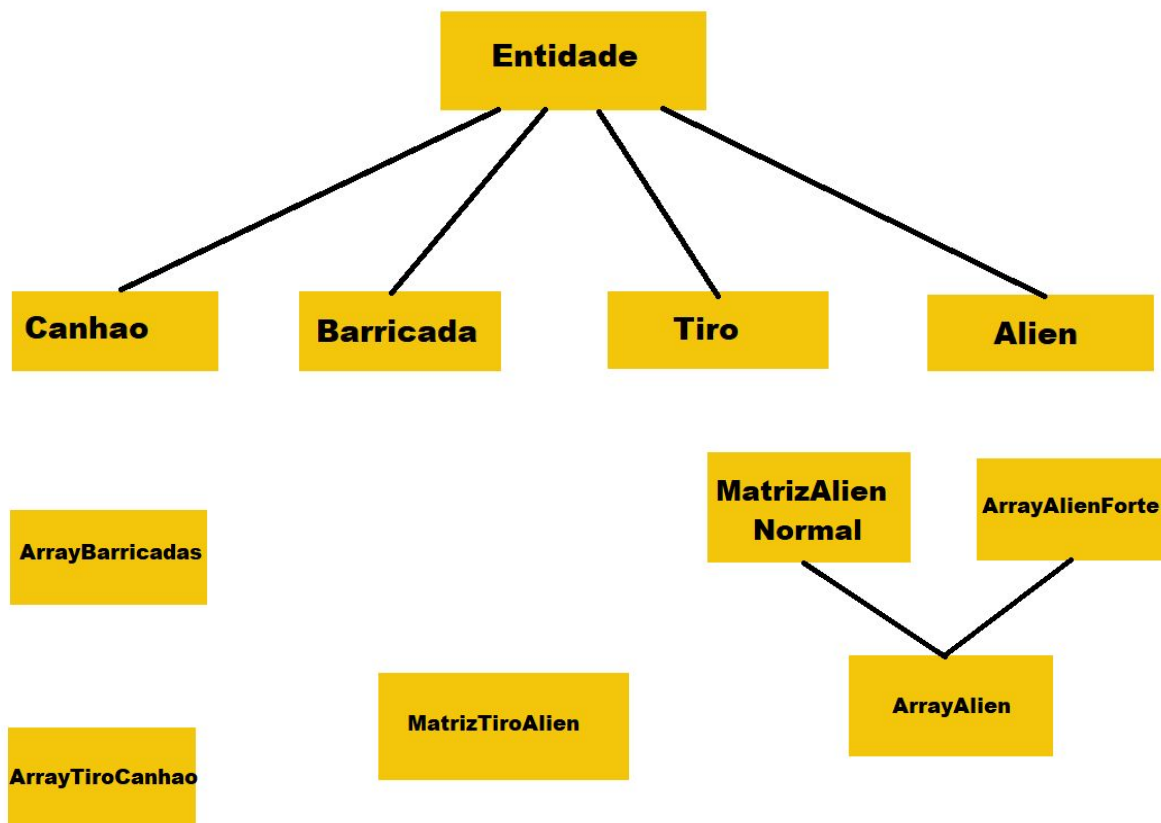 Entidade
Canhao
Barricada
Tiro
Alien
MatrizAlien
Normal
ArrayAlienForte
ArrayBarricadas
ArrayAlien
MatrizTiroAlien
ArrayTiroCanhao